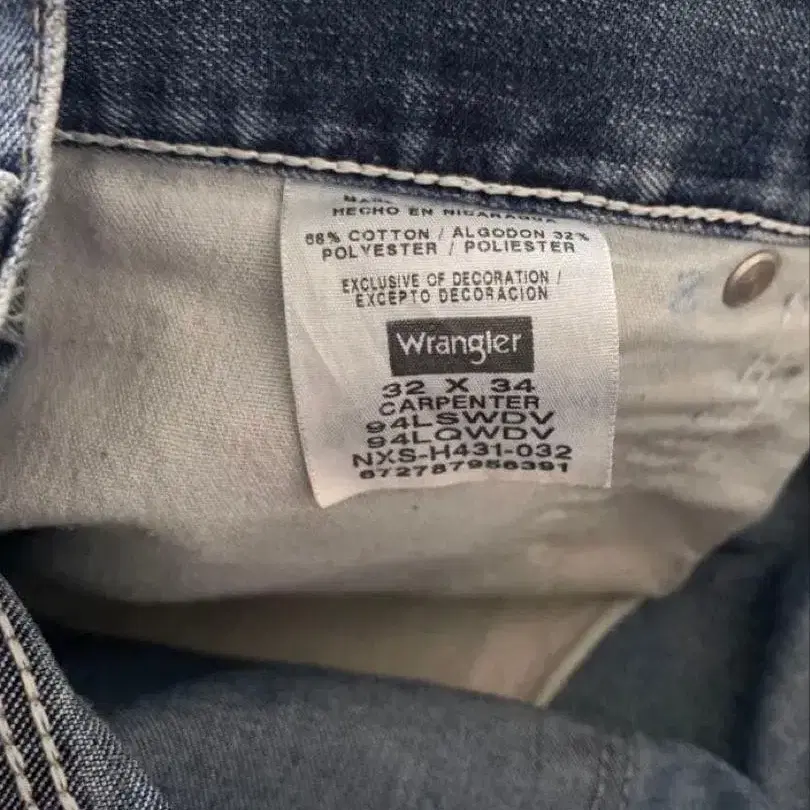 HECHO EN NICARAGUA
68% COTTON / ALGODON 32%
POLYESTER / POLIESTER
EXCLUSIVE OF DECORATION /
EXCEPTO DECORACION
Wrangler
32 X 34
CARPENTER
94LSWDV
94LQWDV
NXS-H431-032
672787956391